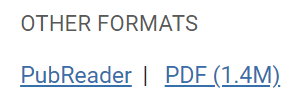 OTHER FORMATS
PubReader | PDF (1.4M)